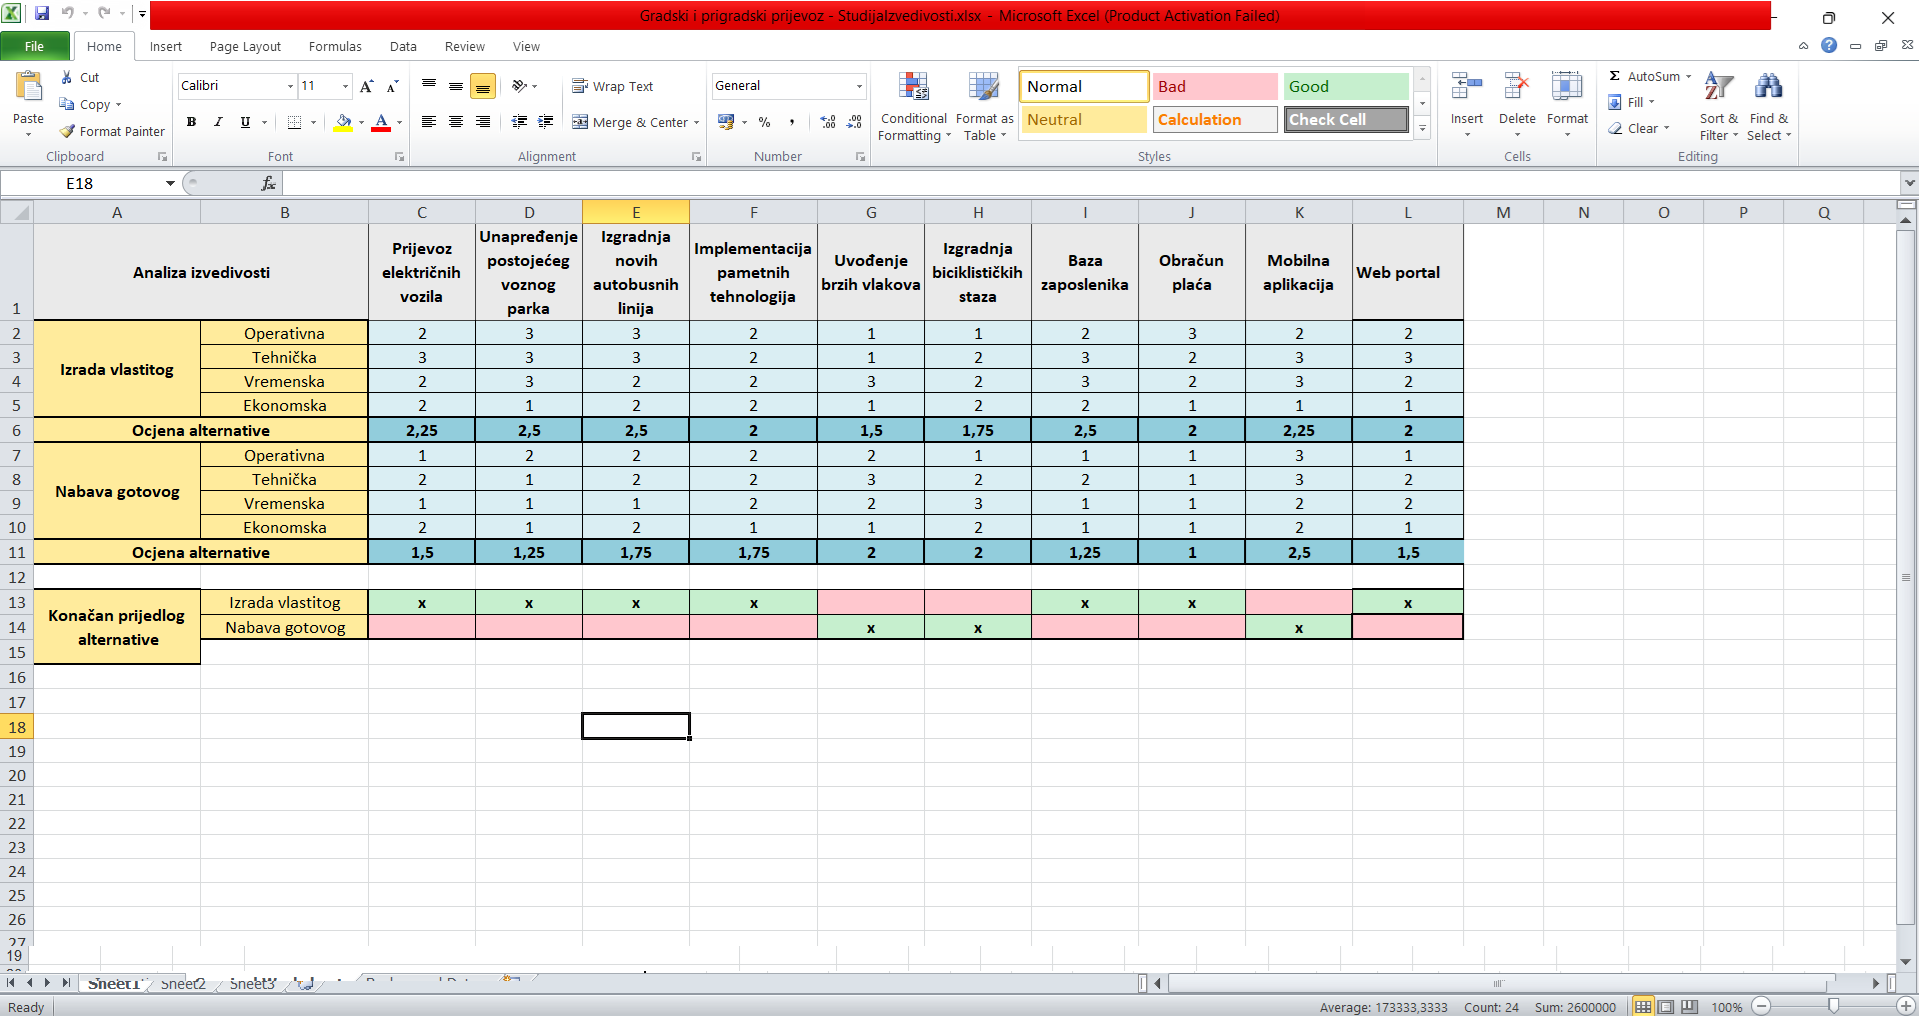 Gradski i prigradski prijevoz - StudijaIzvedivosti.xlsx - Microsoft Excel (Product Activation Failed)
File Home Insert Page Layout Formulas Data Review View
Paste Cut Copy Format Painter
Clipboard
Calibri 11 A A
B I U A
Font
Wrap Text
Merge & Center
Alignment
General
% ,
Number
Conditional Formatting
Format as Table
Normal Bad Good
Neutral Calculation Check Cell
Styles
Insert Delete Format
Cells
Σ AutoSum
Fill
Clear
Sort & Filter
Find & Select
Editing
E18 fx
A B C D E F G H I J K L M N O P Q
1 Analiza izvedivosti Prijevoz električnih vozila Unapređenje postojećeg voznog parka Izgradnja novih autobusnih linija Implementacija pametnih tehnologija Uvođenje brzih vlakova Izgradnja biciklističkih staza Baza zaposlenika Obračun plaća Mobilna aplikacija Web portal
Izrada vlastitog
2 Operativna 2 3 3 2 1 1 2 3 2 2
3 Tehnička 3 3 3 2 1 2 3 2 3 3
4 Vremenska 2 3 2 2 3 2 3 2 3 2
5 Ekonomska 2 1 2 2 1 2 2 1 1 1
6 Ocjena alternative 2,25 2,5 2,5 2 1,5 1,75 2,5 2 2,25 2
Nabava gotovog
7 Operativna 1 2 2 2 2 1 1 1 3 1
8 Tehnička 2 1 2 2 3 2 2 1 3 2
9 Vremenska 1 1 1 2 2 3 1 1 2 2
10 Ekonomska 2 1 2 1 1 2 1 1 2 1
11 Ocjena alternative 1,5 1,25 1,75 1,75 2 2 1,25 1 2,5 1,5
12
Konačan prijedlog alternative
13 Izrada vlastitog x x x x x x x
14 Nabava gotovog x x x
15
16
17
18
19
20
21
22
23
24
25
26
27
19
Sheet1 Sheet2 Sheet3
Ready Average: 173333,3333 Count: 24 Sum: 2600000 100%